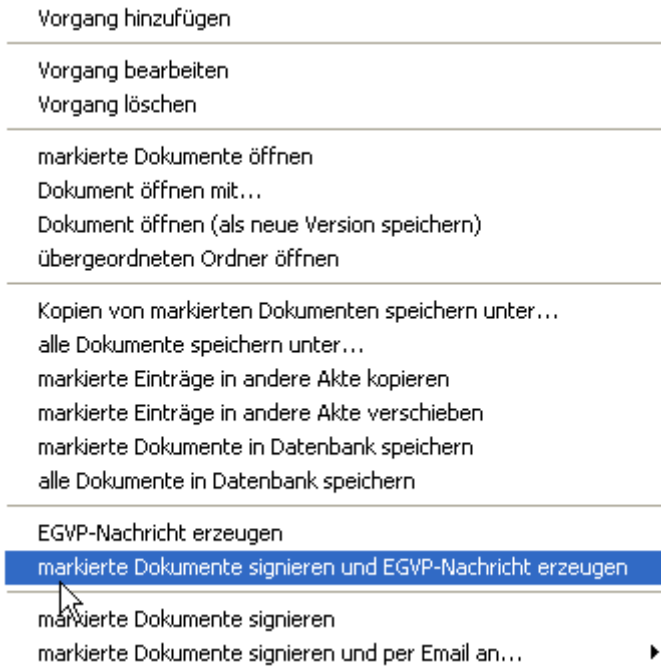 Vorgang hinzufügen
Vorgang bearbeiten
Vorgang löschen
markierte Dokumente öffnen
Dokument öffnen mit...
Dokument öffnen (als neue Version speichern)
übergeordneten Ordner öffnen
Kopien von markierten Dokumenten speichern unter...
alle Dokumente speichern unter...
markierte Einträge in andere Akte kopieren
markierte Einträge in andere Akte verschieben
markierte Dokumente in Datenbank speichern
alle Dokumente in Datenbank speichern
EGVP-Nachricht erzeugen
markierte Dokumente signieren und EGVP-Nachricht erzeugen
markierte Dokumente signieren
markierte Dokumente signieren und per Email an...